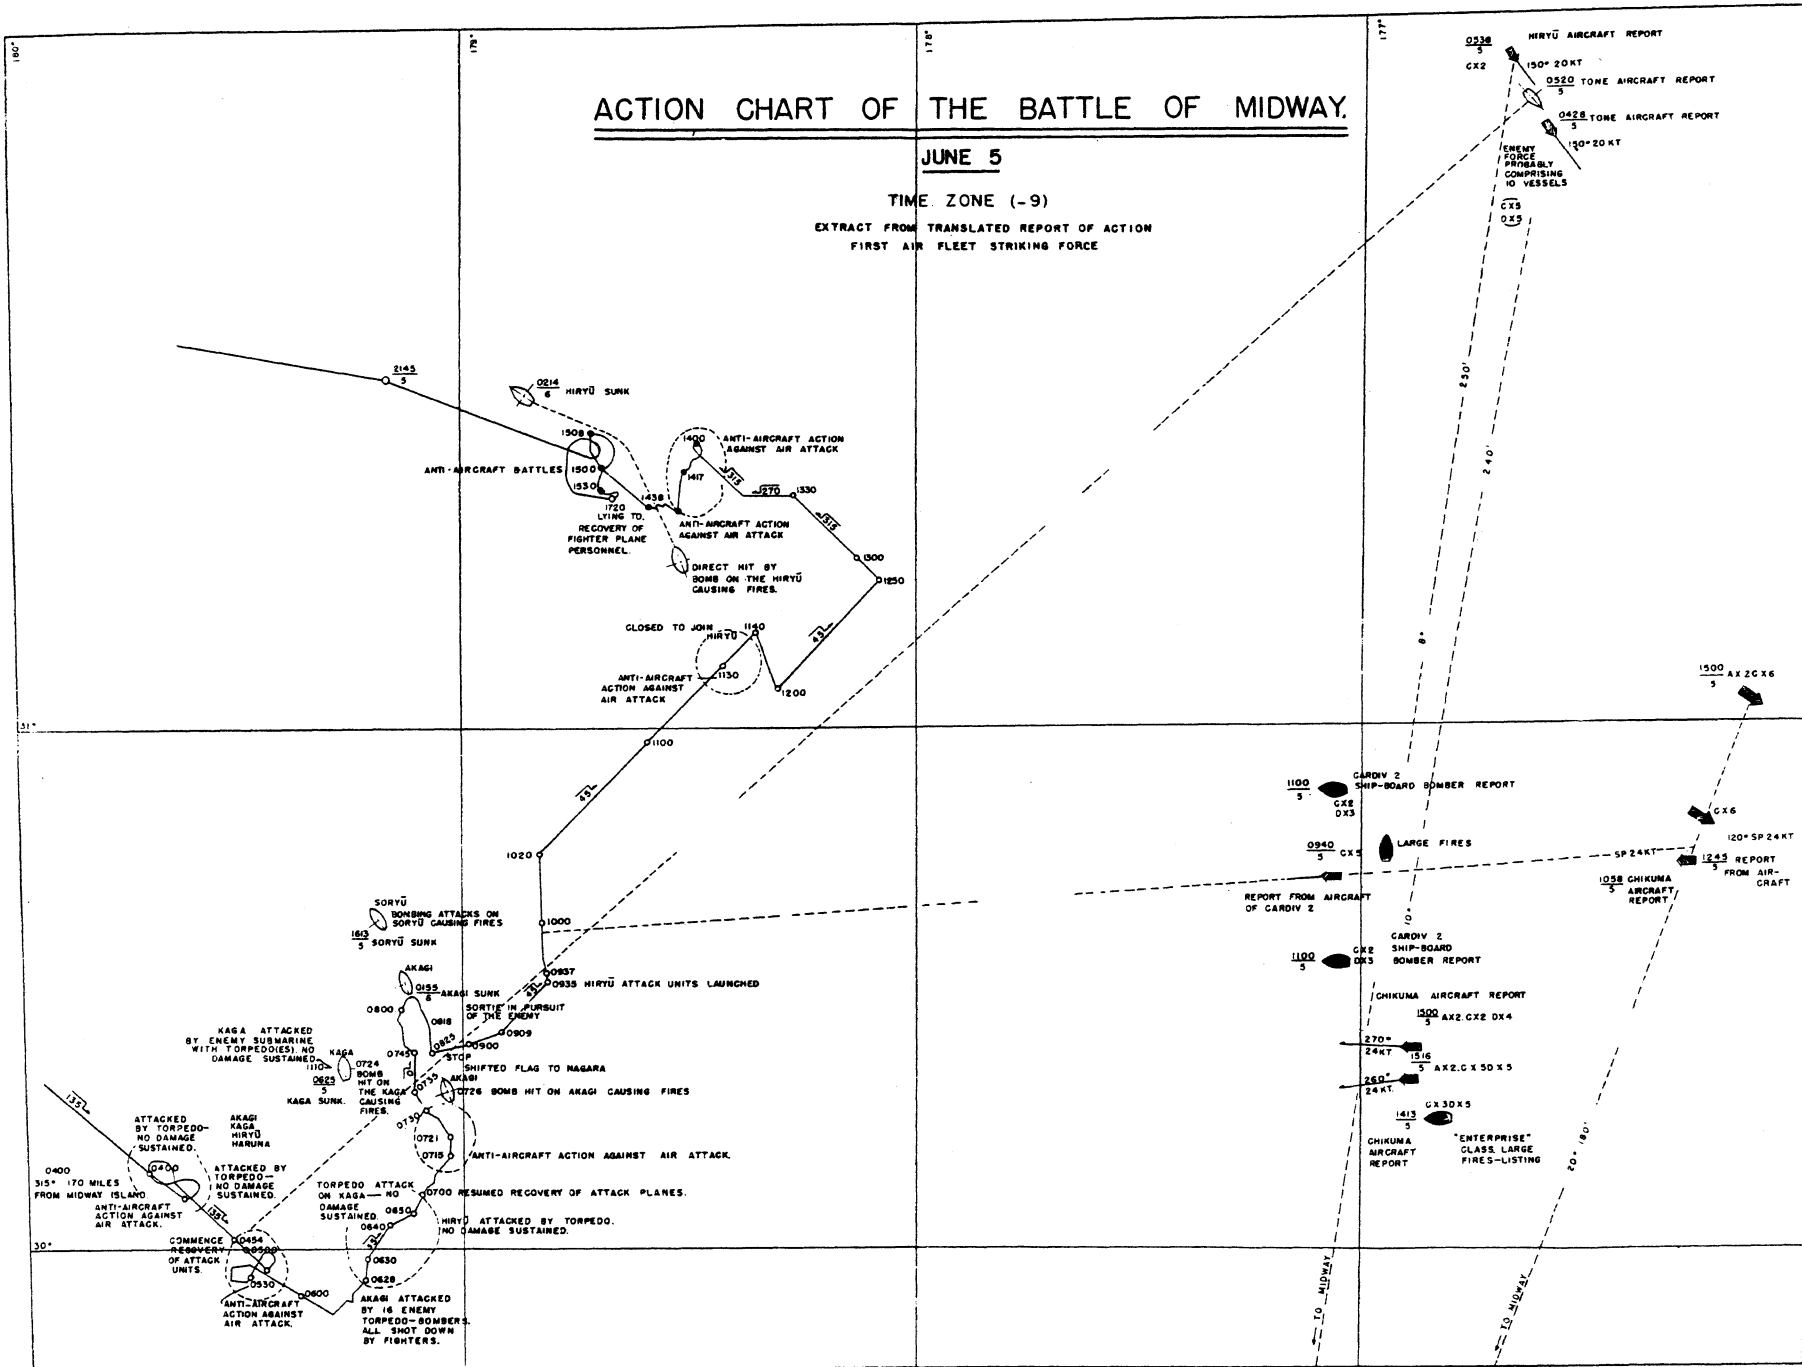 180°
179°
178°
177°
ACTION CHART OF THE BATTLE OF MIDWAY.
JUNE 5
TIME ZONE (-9)
EXTRACT FROM TRANSLATED REPORT OF ACTION
FIRST AIR FLEET STRIKING FORCE
0538
5
CX2
HIRYŪ AIRCRAFT REPORT
150° 20 KT
0520
5
TONE AIRCRAFT REPORT
0428
5
TONE AIRCRAFT REPORT
150° 20 KT
ENEMY
FORCE
PROBABLY
COMPRISING
10 VESSELS
CX5
DX5
230'
240'
8°
10°
2145
5
0214
6
HIRYŪ SUNK
1508
ANTI-AIRCRAFT BATTLES
1500
1530
1720
LYING TO,
RECOVERY OF
FIGHTER PLANE
PERSONNEL.
1438
1400
ANTI-AIRCRAFT ACTION
AGAINST AIR ATTACK
1417
315
270
1330
315
ANTI-AIRCRAFT ACTION
AGAINST AIR ATTACK
DIRECT HIT BY
BOMB ON THE HIRYŪ
CAUSING FIRES.
1300
1250
CLOSED TO JOIN
HIRYŪ
1140
45
1130
ANTI-AIRCRAFT
ACTION AGAINST
AIR ATTACK
1200
31°
1100
45
1020
1000
0937
0935 HIRYŪ ATTACK UNITS LAUNCHED
45
1500
5
AX2CX6
1100
5
CARDIV 2
SHIP-BOARD BOMBER REPORT
CX2
DX3
CX6
120° SP 24 KT
0940
5
CX5
LARGE FIRES
SP 24 KT
1245
5
REPORT
FROM AIR-
CRAFT
REPORT FROM AIRCRAFT
OF CARDIV 2
1058
5
CHIKUMA
AIRCRAFT
REPORT
1100
5
CX2
DX3
CARDIV 2
SHIP-BOARD
BOMBER REPORT
CHIKUMA AIRCRAFT REPORT
1500
5
AX2.CX2 DX4
270°
24 KT.
1516
5
AX2.CX5DX5
260°
24 KT.
CX3DX5
1413
5
CHIKUMA
AIRCRAFT
REPORT
"ENTERPRISE"
CLASS, LARGE
FIRES-LISTING
20° 180'
TO MIDWAY
TO MIDWAY
SORYŪ
BOMBING ATTACKS ON
SORYŪ CAUSING FIRES
1613
5
SORYŪ SUNK
AKAGI
0155
6
AKAGI SUNK
0800
0818
SORTIE IN PURSUIT
OF THE ENEMY
0909
0900
0825
STOP
0745
KAGA ATTACKED
BY ENEMY SUBMARINE
WITH TORPEDO(ES). NO
DAMAGE SUSTAINED.
1110
KAGA
0724
BOMB
HIT ON
THE KAGA
CAUSING
FIRES.
0625
5
KAGA SUNK.
SHIFTED FLAG TO NAGARA
0735
AKAGI
0726 BOMB HIT ON AKAGI CAUSING FIRES
0730
0721
0715
ANTI-AIRCRAFT ACTION AGAINST AIR ATTACK.
135
ATTACKED
BY TORPEDO-
NO DAMAGE
SUSTAINED.
AKAGI
KAGA
HIRYŪ
HARUNA
0400
315° 170 MILES
FROM MIDWAY ISLAND.
0400
ATTACKED BY
TORPEDO-
NO DAMAGE
SUSTAINED.
ANTI-AIRCRAFT
ACTION AGAINST
AIR ATTACK.
135
TORPEDO ATTACK
ON KAGA — NO
DAMAGE
SUSTAINED.
0700 RESUMED RECOVERY OF ATTACK PLANES.
0650
0640
HIRYŪ ATTACKED BY TORPEDO.
NO DAMAGE SUSTAINED.
COMMENCE
RECOVERY
OF ATTACK
UNITS.
0454
30°
0530
0600
ANTI-AIRCRAFT
ACTION AGAINST
AIR ATTACK.
0630
0628
AKAGI ATTACKED
BY 16 ENEMY
TORPEDO-BOMBERS.
ALL SHOT DOWN
BY FIGHTERS.